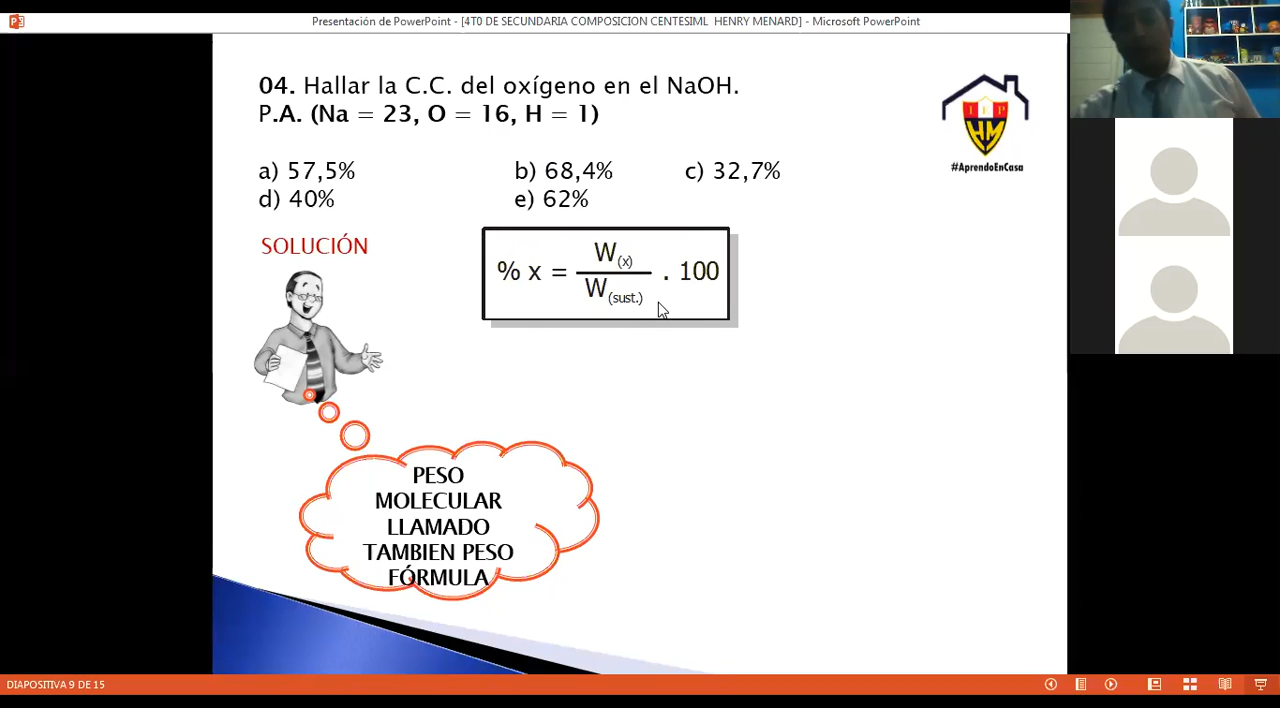 Presentación de PowerPoint - [4T0 DE SECUNDARIA COMPOSICION CENTESIML HENRY MENARD] - Microsoft PowerPoint
04. Hallar la C.C. del oxígeno en el NaOH.
P.A. (Na = 23, O = 16, H = 1)
I E P
HM
#AprendoEnCasa
a) 57,5% b) 68,4% c) 32,7%
d) 40% e) 62%
SOLUCIÓN
% x = W(x) / W(sust.) . 100
PESO
MOLECULAR
LLAMADO
TAMBIEN PESO
FÓRMULA
DIAPOSITIVA 9 DE 15